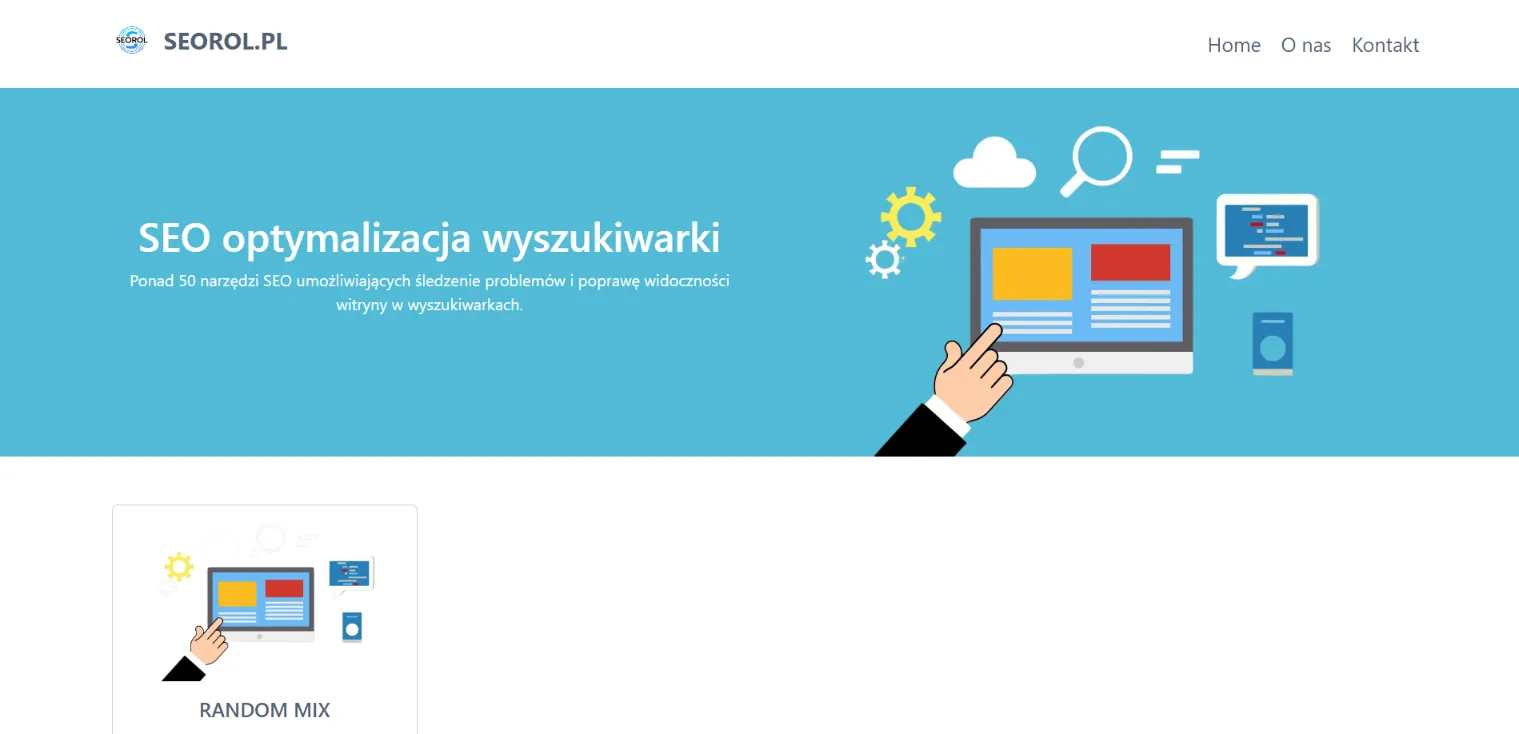 SEOROL
SEOROL.PL
Home
O nas
Kontakt
SEO optymalizacja wyszukiwarki
Ponad 50 narzędzi SEO umożliwiających śledzenie problemów i poprawę widoczności
witryny w wyszukiwarkach.
RANDOM MIX